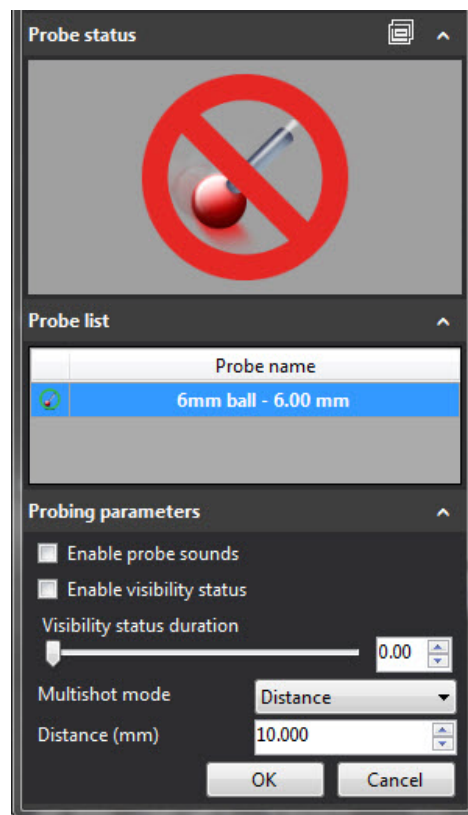 Probe status
Probe list
Probe name
6mm ball - 6.00 mm
Probing parameters
Enable probe sounds
Enable visibility status
Visibility status duration
0.00
Multishot mode Distance
Distance (mm) 10.000
OK Cancel